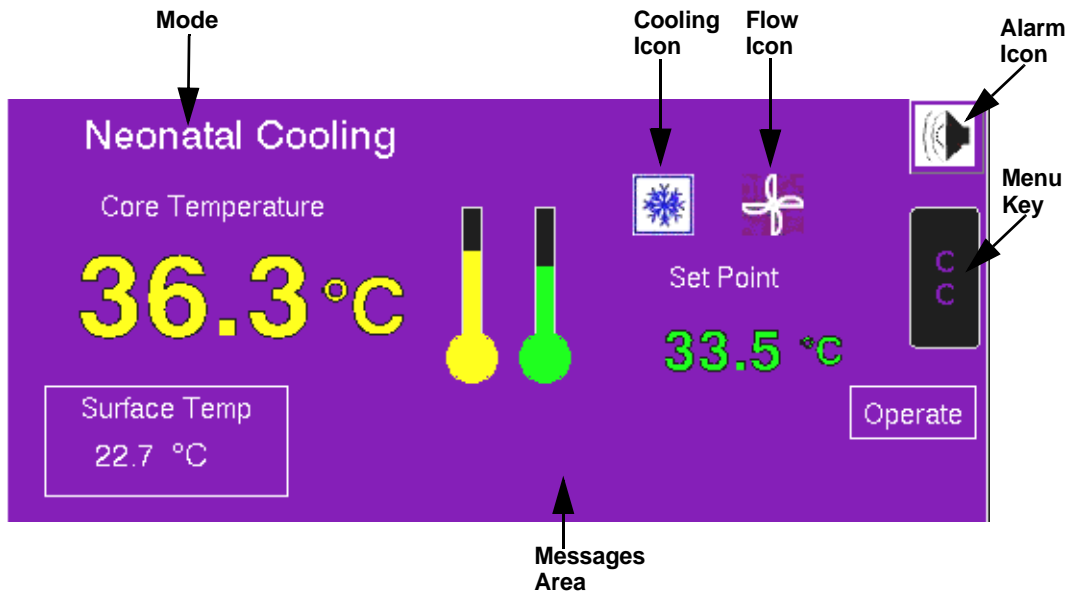 Mode
Cooling
Icon
Flow
Icon
Alarm
Icon
Neonatal Cooling
Core Temperature
36.3 °C
Set Point
33.5 °C
Menu
Key
C
C
Surface Temp
22.7 °C
Operate
Messages
Area